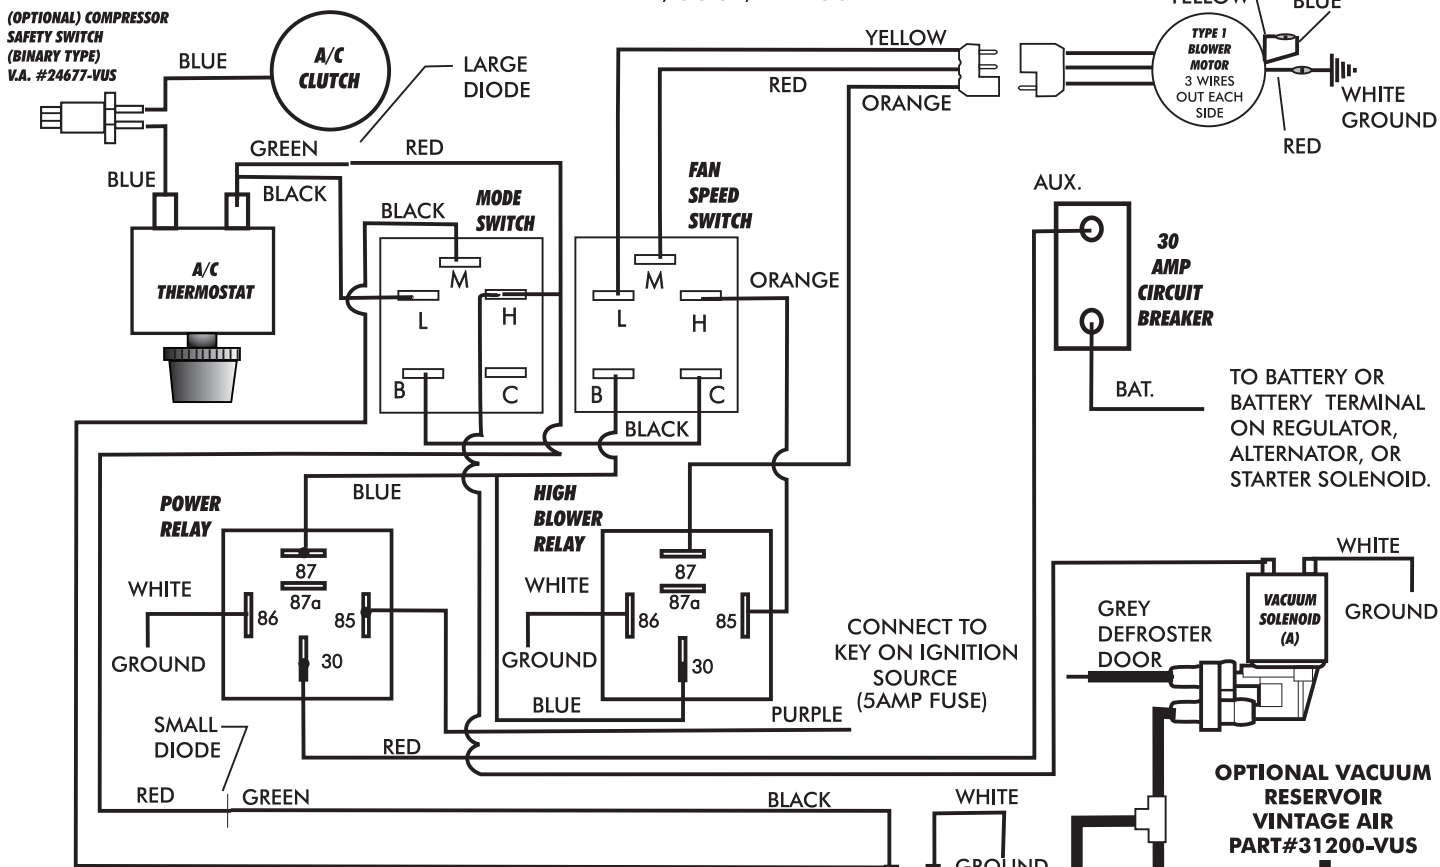 (OPTIONAL) COMPRESSOR
SAFETY SWITCH
(BINARY TYPE)
V.A. #24677-VUS
BLUE
A/C
CLUTCH
LARGE
DIODE
GREEN
RED
BLUE
BLACK
A/C
THERMOSTAT
BLACK
MODE
SWITCH
M
L
H
B
C
FAN
SPEED
SWITCH
M
L
H
B
C
YELLOW
RED
ORANGE
ORANGE
BLACK
YELLOW
BLUE
TYPE 1
BLOWER
MOTOR
3 WIRES
OUT EACH
SIDE
WHITE
GROUND
RED
AUX.
30
AMP
CIRCUIT
BREAKER
BAT.
TO BATTERY OR
BATTERY TERMINAL
ON REGULATOR,
ALTERNATOR, OR
STARTER SOLENOID.
BLUE
POWER
RELAY
87
87a
86
85
30
WHITE
GROUND
HIGH
BLOWER
RELAY
87
87a
86
85
30
WHITE
GROUND
BLUE
CONNECT TO
KEY ON IGNITION
SOURCE
(5AMP FUSE)
PURPLE
RED
SMALL
DIODE
RED
GREEN
BLACK
WHITE
GROUND
WHITE
GROUND
VACUUM
SOLENOID
(A)
GREY
DEFROSTER
DOOR
OPTIONAL VACUUM
RESERVOIR
VINTAGE AIR
PART#31200-VUS